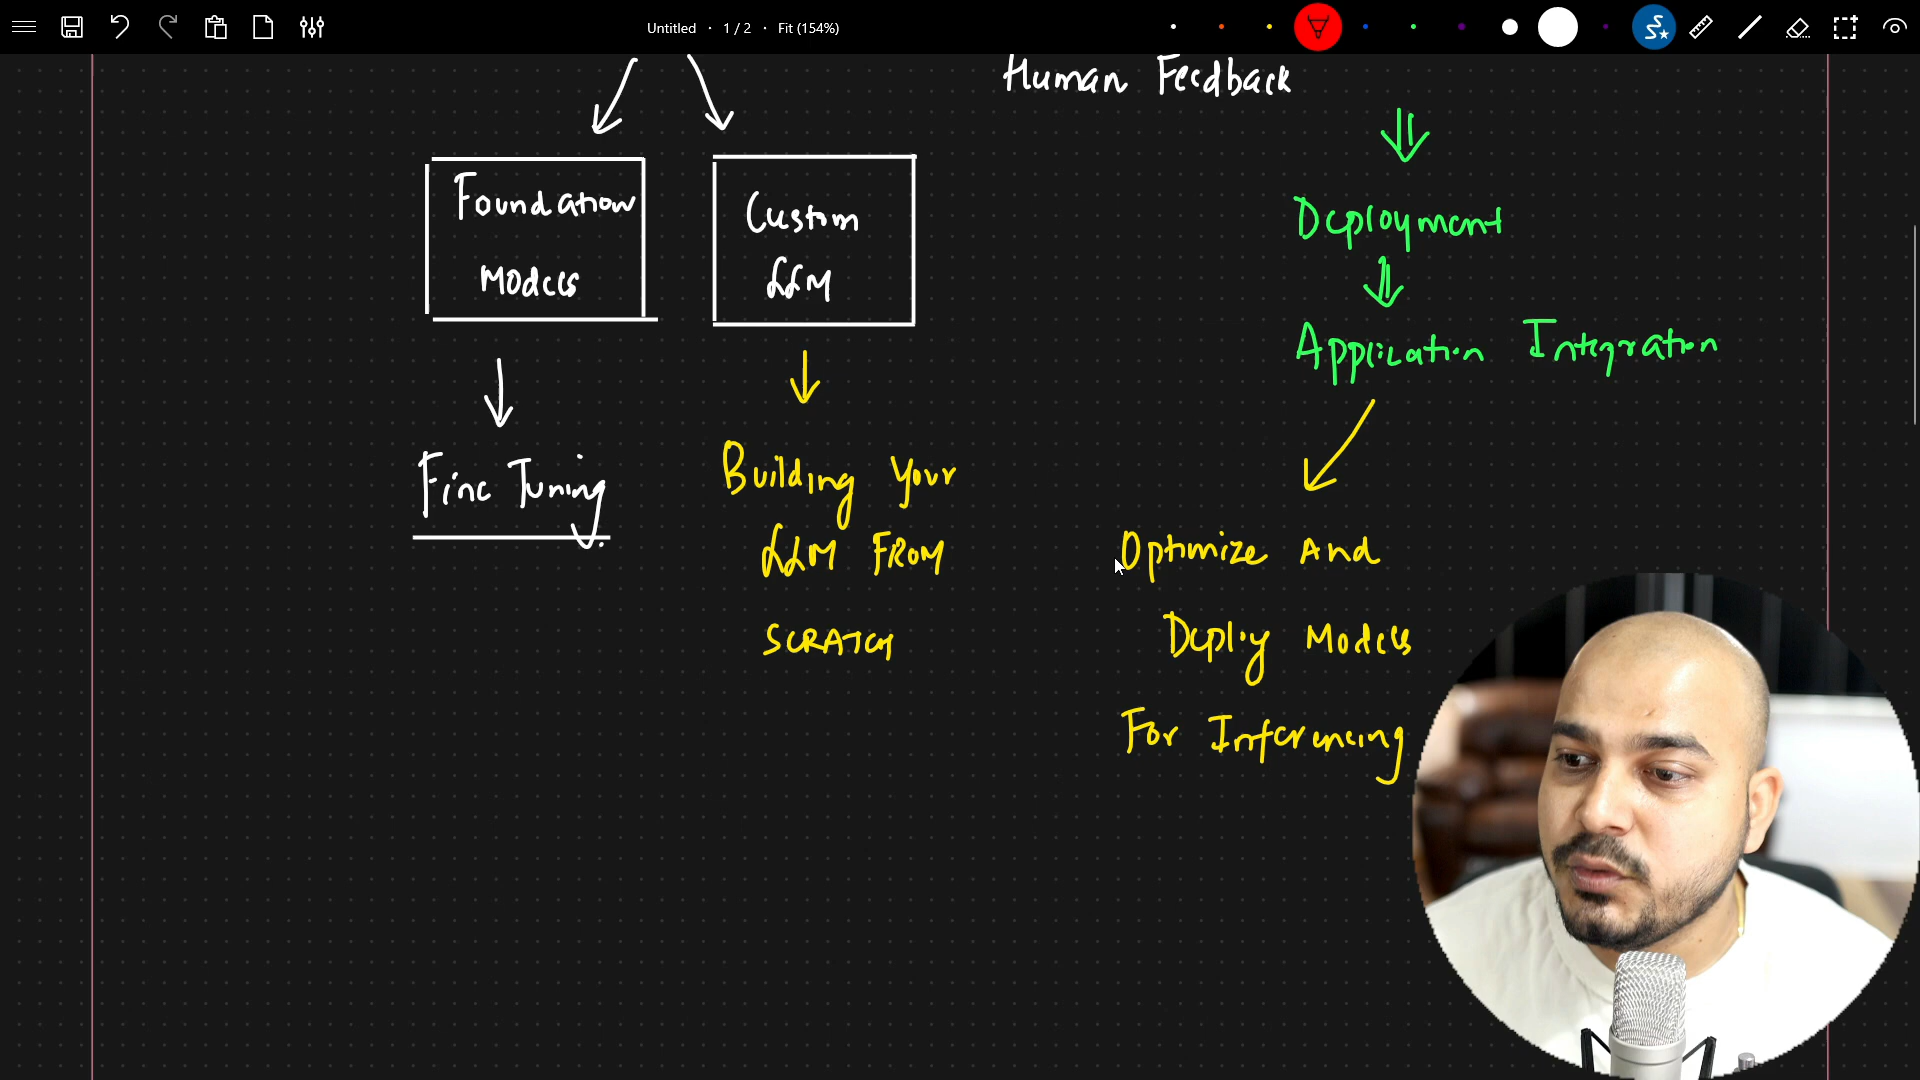 Untitled · 1 / 2 · Fit (154%)
Human Feedback
Foundation
Models
Custom
LLM
Deployment
Application Integration
Fine Tuning
Building Your
LLM FROM
SCRATCH
Optimize And
Deploy Models
For Inferencing